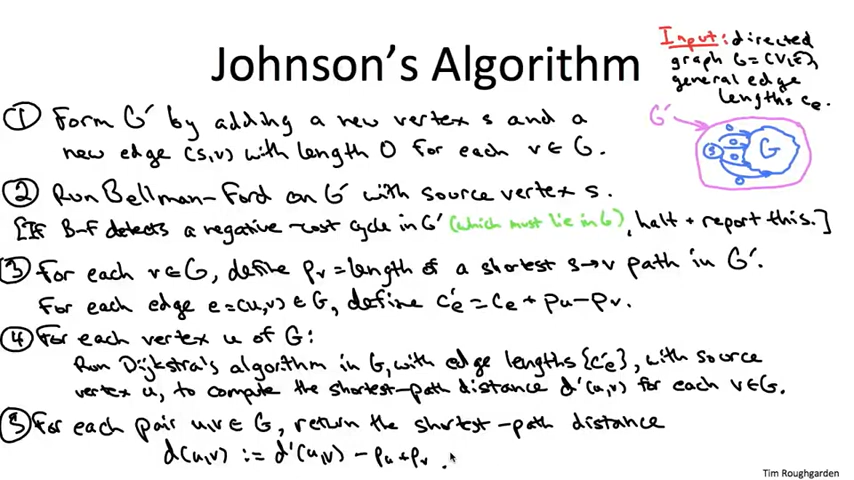 Johnson's Algorithm
Input: directed
graph G=(V,E),
general edge
lengths ce.
① Form G' by adding a new vertex s and a
new edge (s,v) with length 0 for each v∈G.
G'
0
0
0
s
G
② Run Bellman-Ford on G' with source vertex s.
[If B-F detects a negative-cost cycle in G' (which must lie in G), halt + report this.]
③ For each v∈G, define pv = length of a shortest s→v path in G'.
For each edge e=(u,v)∈G, define c'e = ce + pu - pv.
④ For each vertex u of G:
Run Dijkstra's algorithm in G, with edge lengths {c'e}, with source
vertex u, to compute the shortest-path distance d'(u,v) for each v∈G.
⑤ For each pair u,v∈G, return the shortest-path distance
d(u,v) := d'(u,v) - pu + pv.
Tim Roughgarden